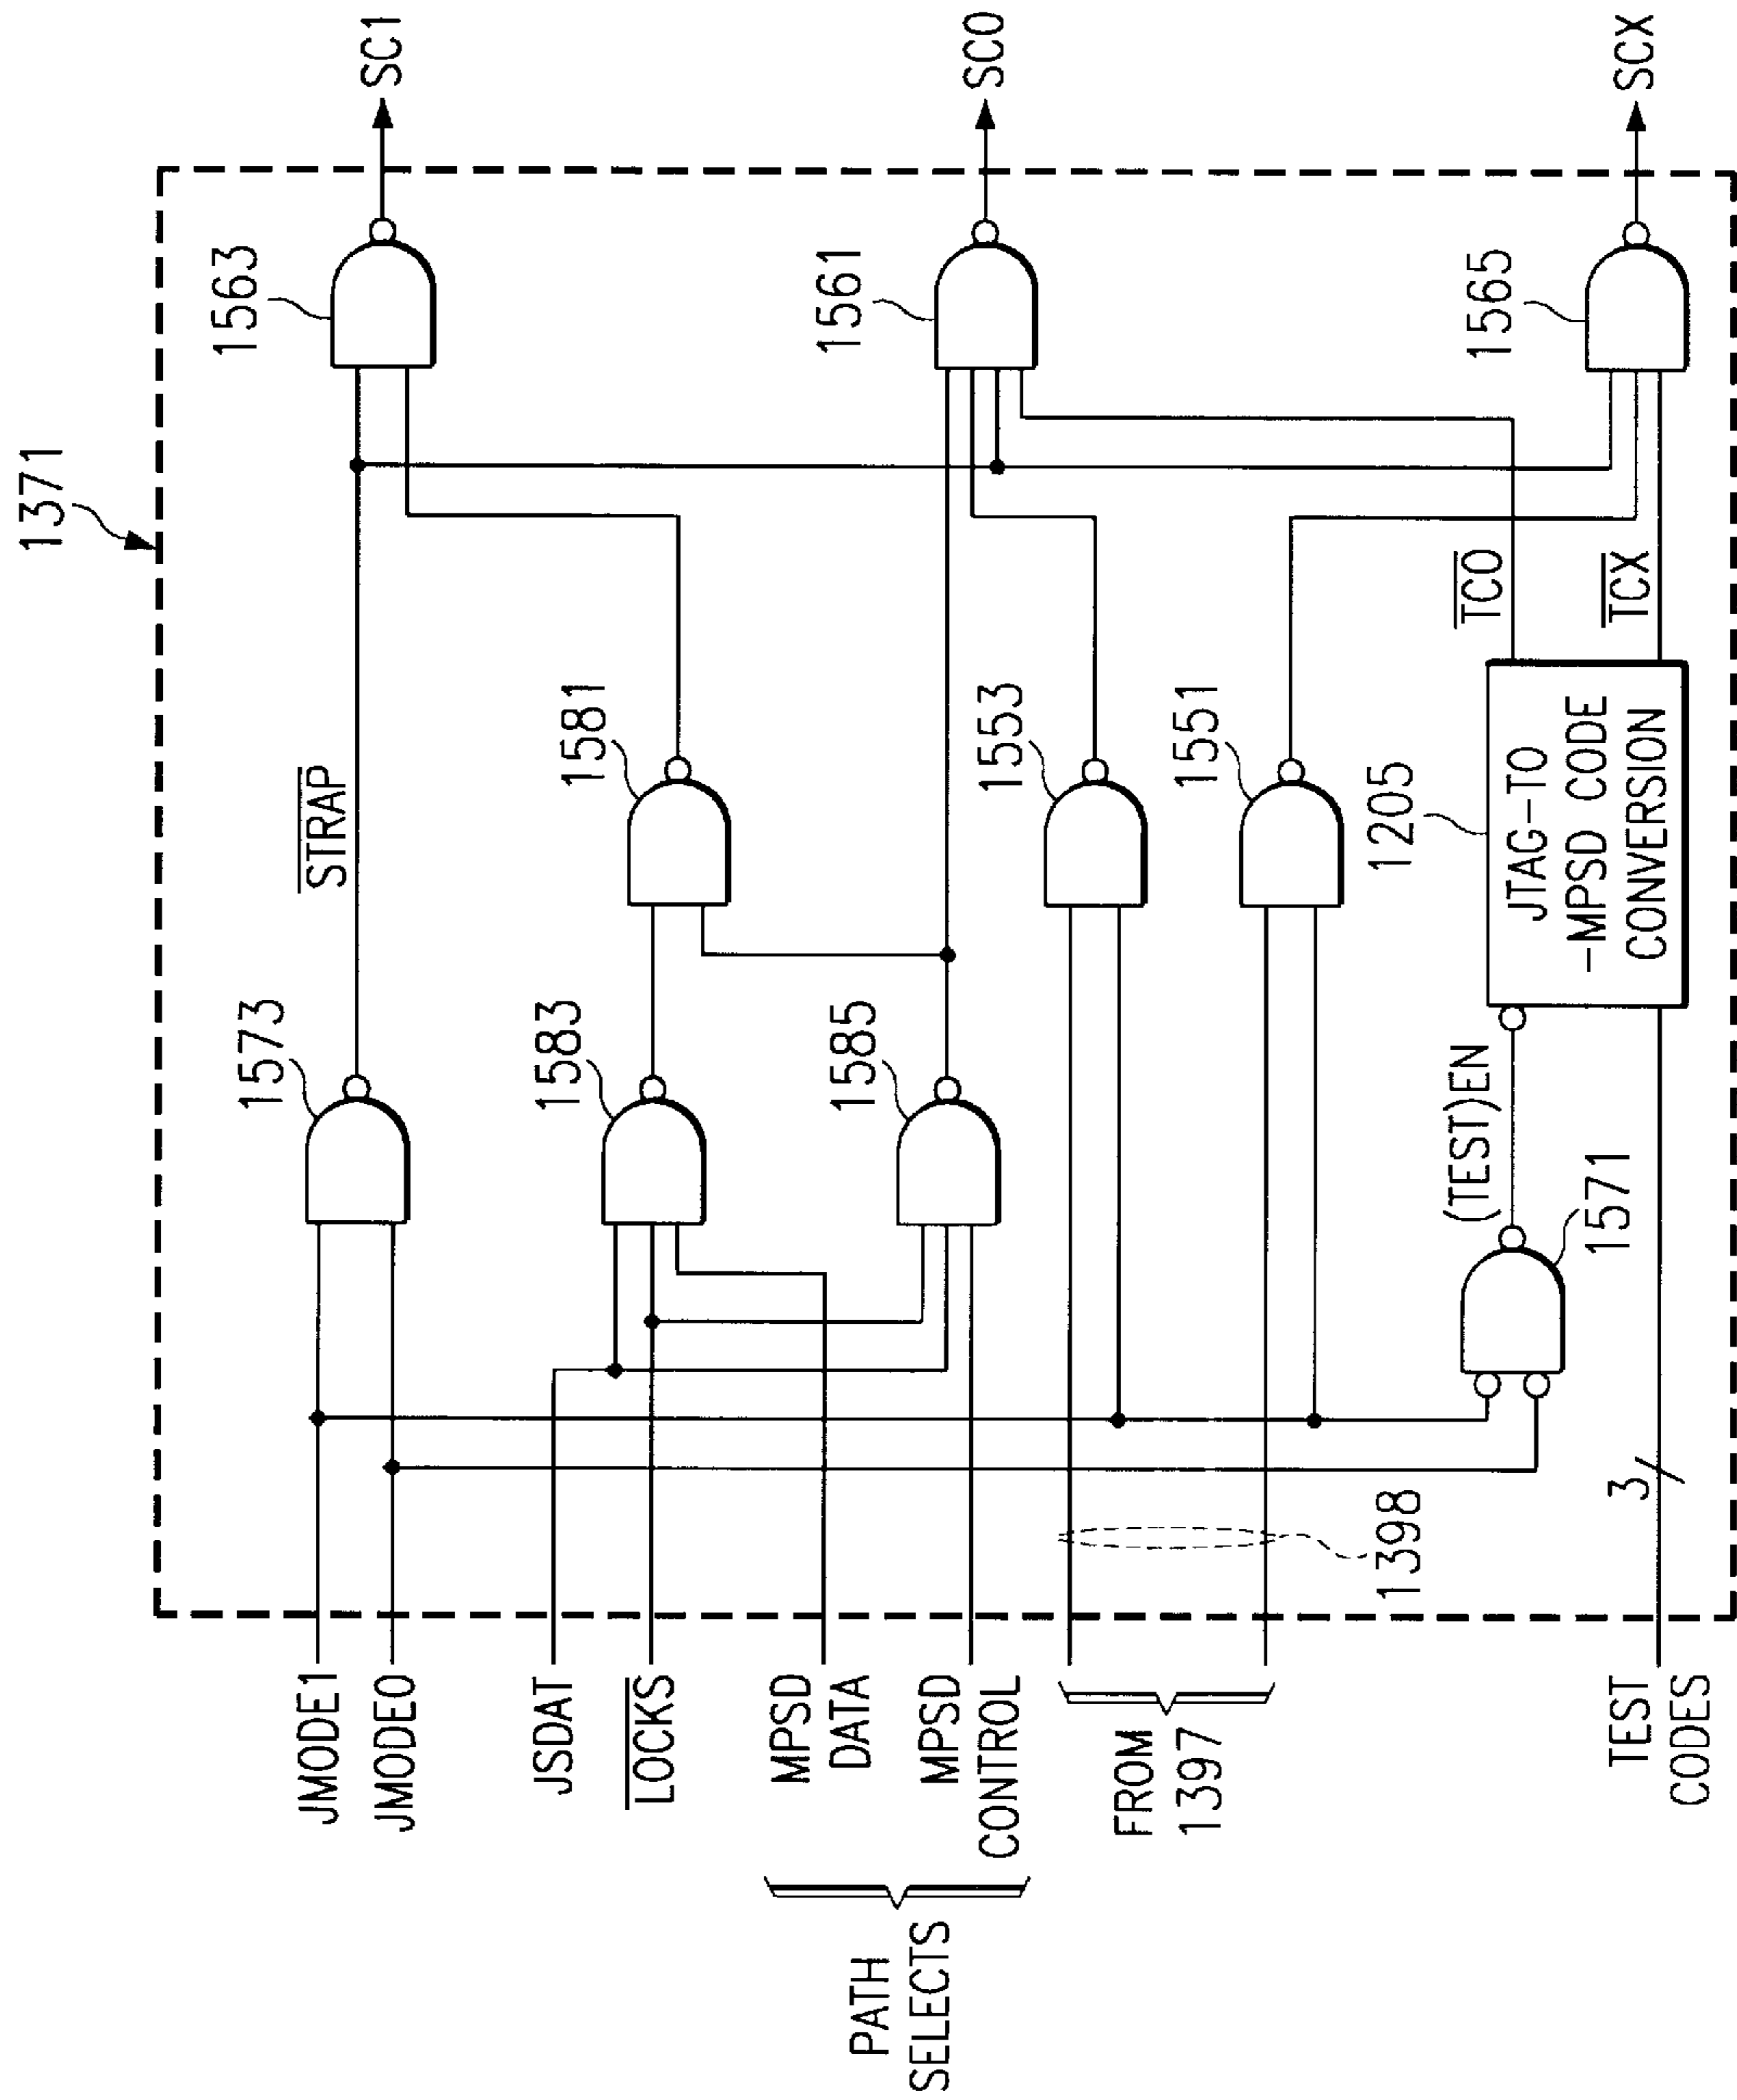 1371
JMODE1
JMODE0
JSDAT
LOCKS
MPSD
DATA
MPSD
CONTROL
PATH
SELECTS
FROM
1397
TEST
CODES
1398
3
1573
1583
1585
1571
(TEST)EN
STRAP
1581
1553
1551
1205
JTAG-TO
-MPSD CODE
CONVERSION
TC0
TCX
1563
1561
1565
SC1
SC0
SCX